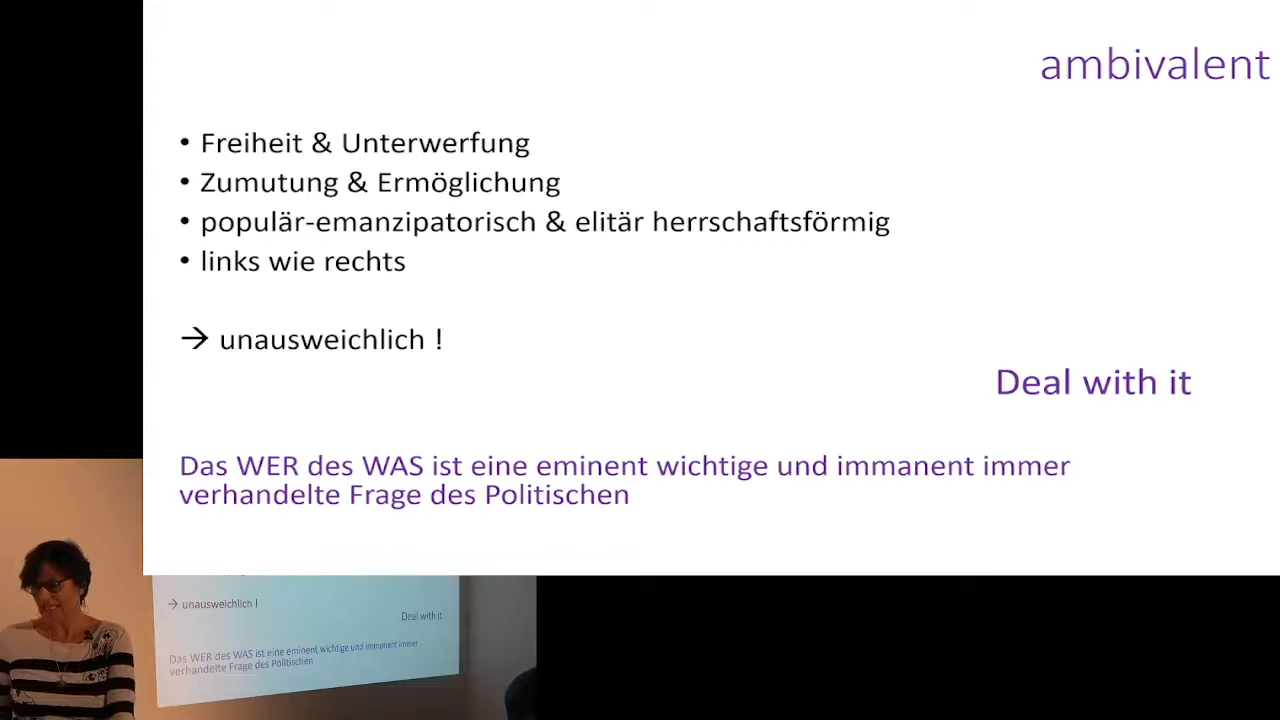 ambivalent
• Freiheit & Unterwerfung
• Zumutung & Ermöglichung
• populär-emanzipatorisch & elitär herrschaftsförmig
• links wie rechts
→ unausweichlich !
Deal with it
Das WER des WAS ist eine eminent wichtige und immanent immer
verhandelte Frage des Politischen
→ unausweichlich !
Deal with it
Das WER des WAS ist eine eminent wichtige und immanent immer
verhandelte Frage des Politischen